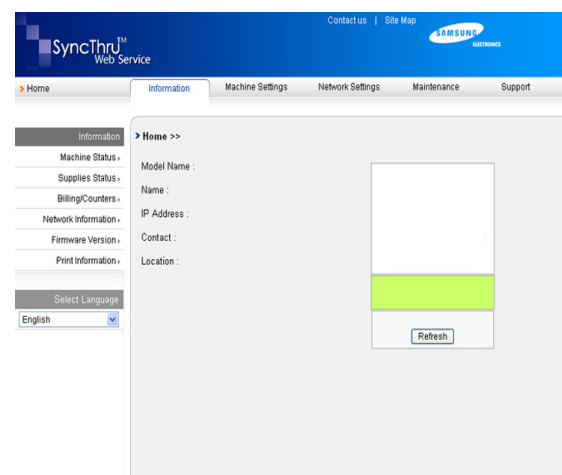 Contact us | Site Map
SAMSUNG
ELECTRONICS
SyncThru™
Web Service
Home
Information
Machine Settings
Network Settings
Maintenance
Support
Information
Machine Status
Supplies Status
Billing/Counters
Network Information
Firmware Version
Print Information
Select Language
English
Home >>
Model Name :
Name :
IP Address :
Contact :
Location :
Refresh